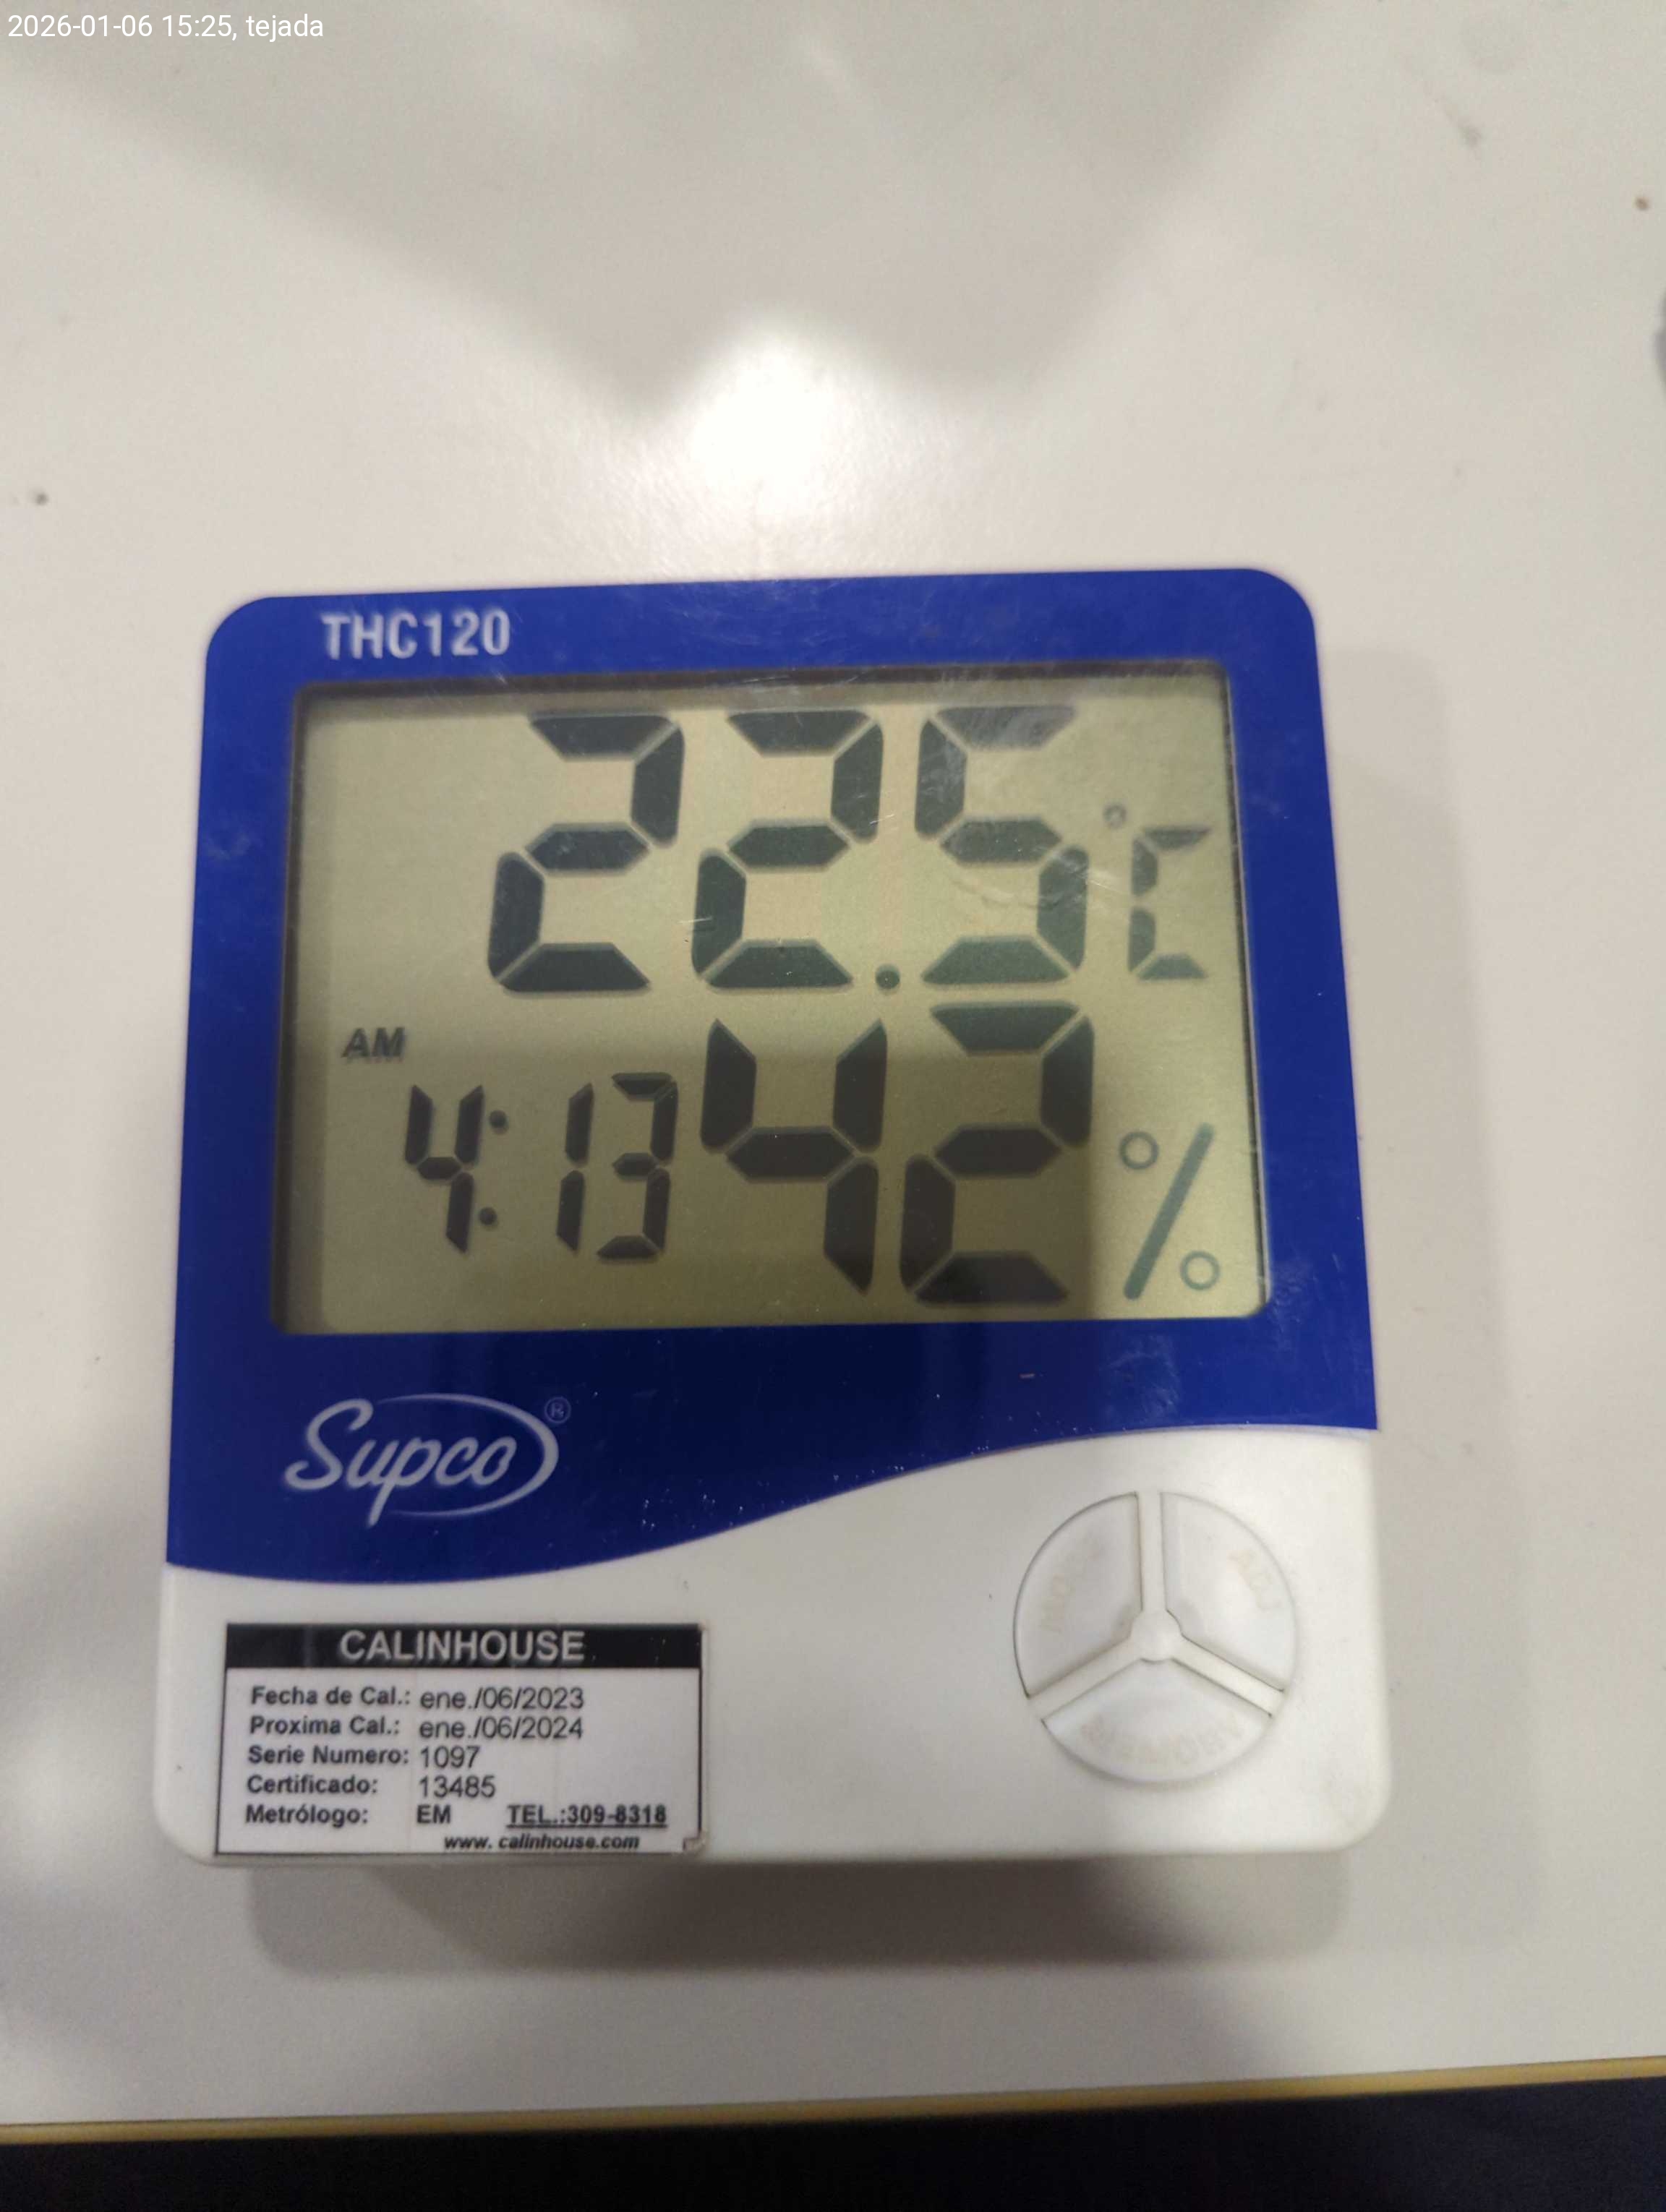 2026-01-06 15:25, tejada
THC120
22.5 °C
AM
4:13
42 %
Supco®
CALINHOUSE
Fecha de Cal.: ene./06/2023
Proxima Cal.: ene./06/2024
Serie Numero: 1097
Certificado: 13485
Metrólogo: EM TEL.:309-8318
www. calinhouse.com